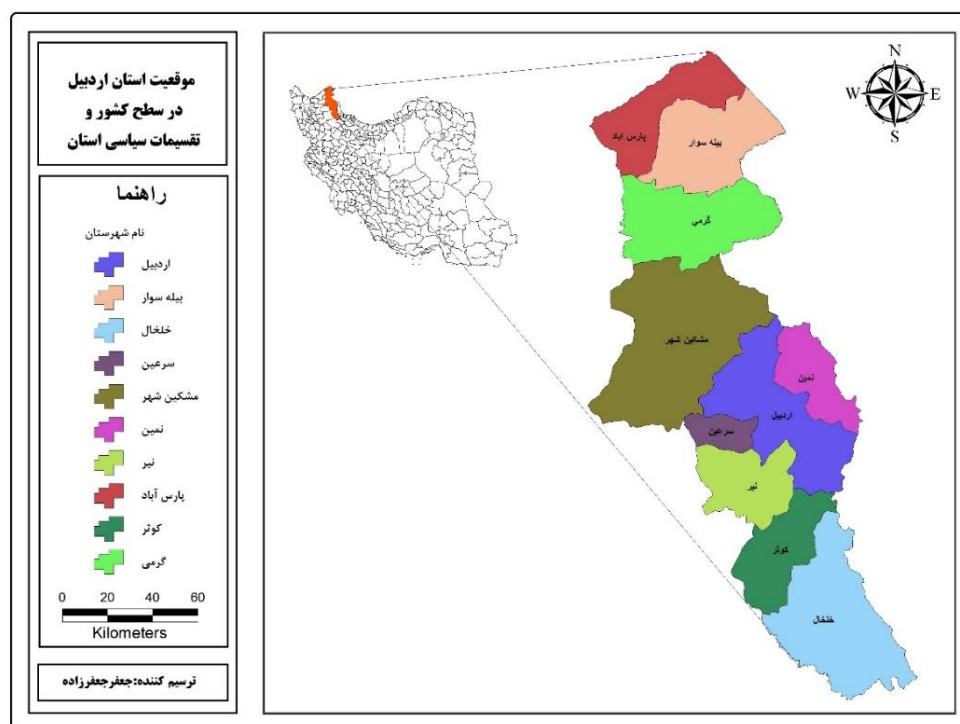 موقعیت استان اردبیل
در سطح کشور و
تقسیمات سیاسی استان
راهنما
نام شهرستان
اردبیل
بیله سوار
خلخال
سرعین
مشکین شهر
نمین
نیر
پارس آباد
کوثر
گرمی
0 20 40 60
Kilometers
ترسیم کننده:جعفرجعفرزاده
N
W E
S
پارس آباد
بیله سوار
گرمی
مشکین شهر
نمین
اردبیل
سرعین
نیر
کوثر
خلخال